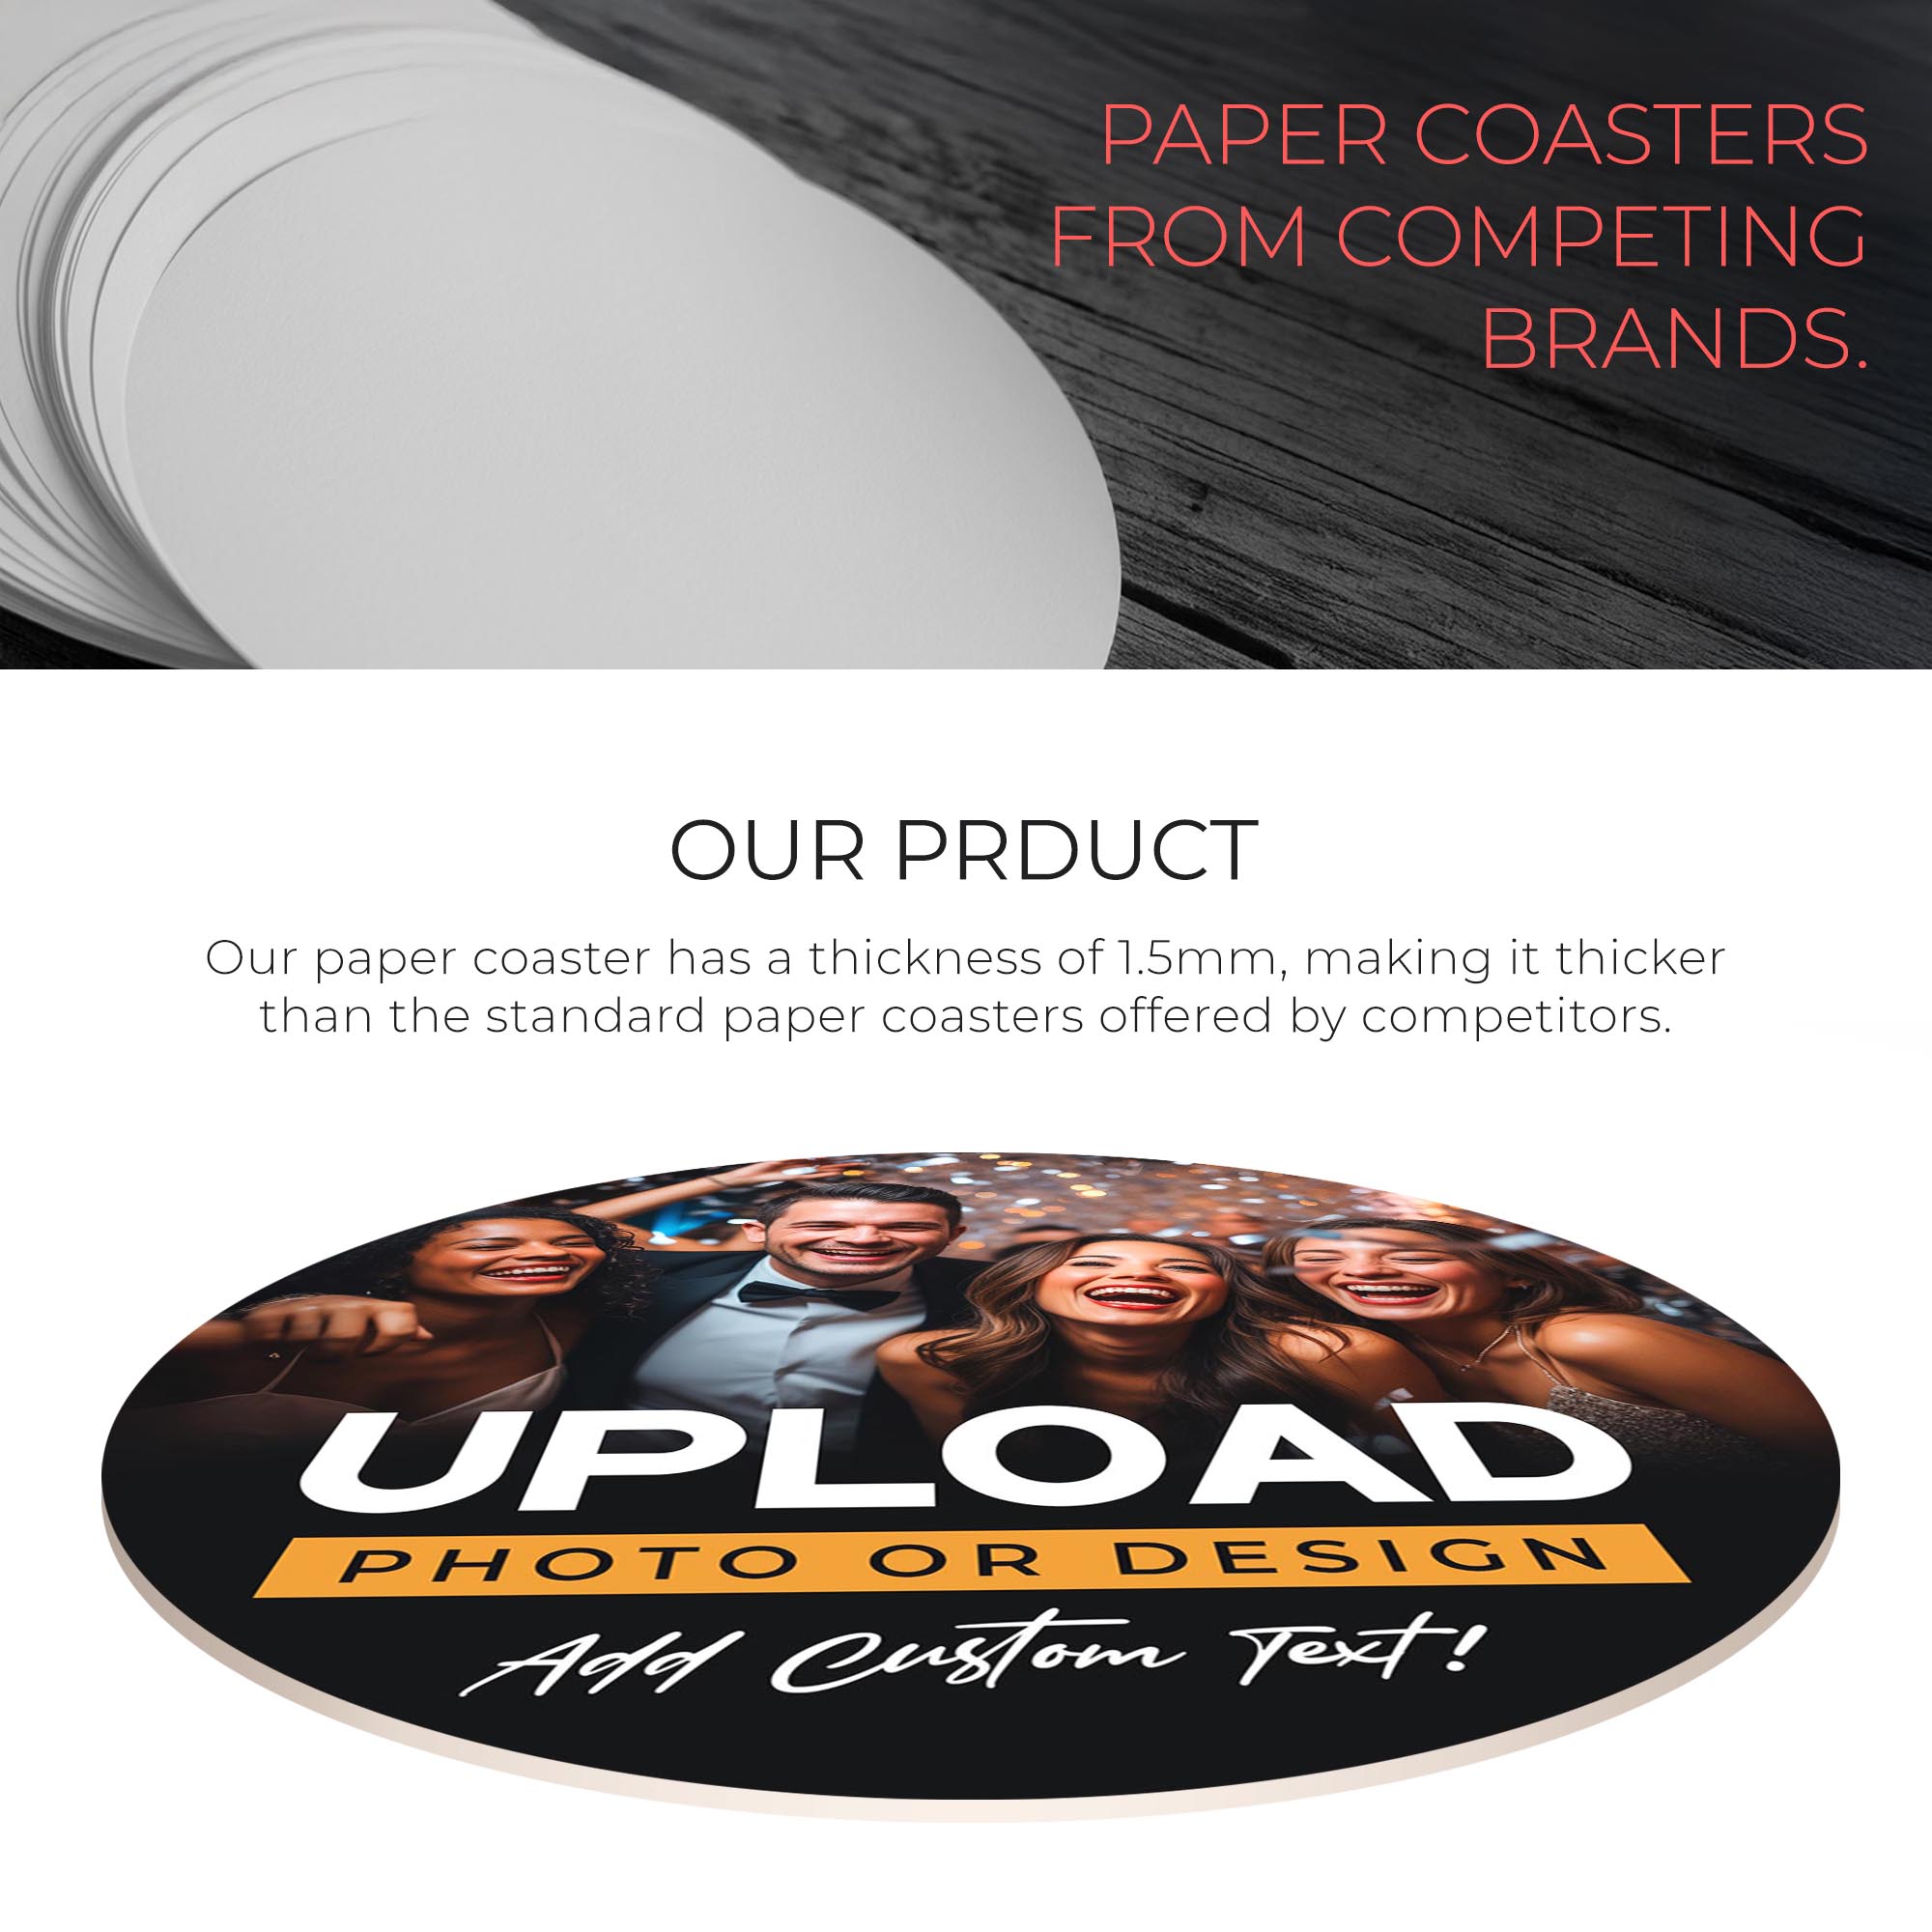 PAPER COASTERS
FROM COMPETING
BRANDS.
OUR PRDUCT
Our paper coaster has a thickness of 1.5mm, making it thicker
than the standard paper coasters offered by competitors.
UPLOAD
PHOTO OR DESIGN
Add Custom Text!